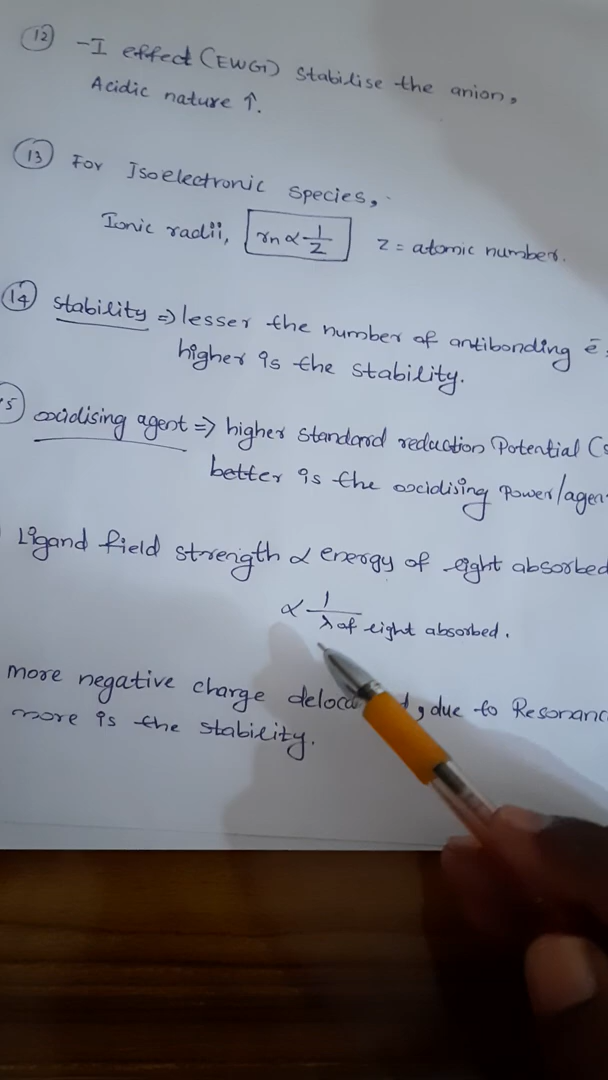 12 -I effect (EWG) stabilise the anion,
Acidic nature ↑.
13 For Isoelectronic species,
Ionic radii, rn ∝ 1/Z Z = atomic number.
14 stability ⇒ lesser the number of antibonding ē
higher is the stability.
5 oxidising agent ⇒ higher standard reduction Potential (
better is the oxidising power/agen
Ligand field strength ∝ energy of light absorbed
∝ 1/λ of light absorbed.
more negative charge deloca d, due to Resonanc
more is the stability.